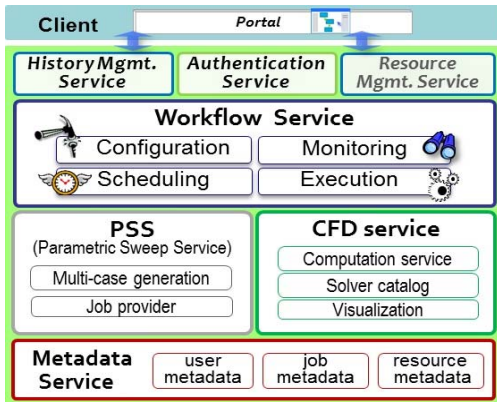 Client
Portal
History Mgmt.
Service
Authentication
Service
Resource
Mgmt. Service
Workflow Service
Configuration
Monitoring
Scheduling
Execution
PSS
(Parametric Sweep Service)
Multi-case generation
Job provider
CFD service
Computation service
Solver catalog
Visualization
Metadata
Service
user
metadata
job
metadata
resource
metadata